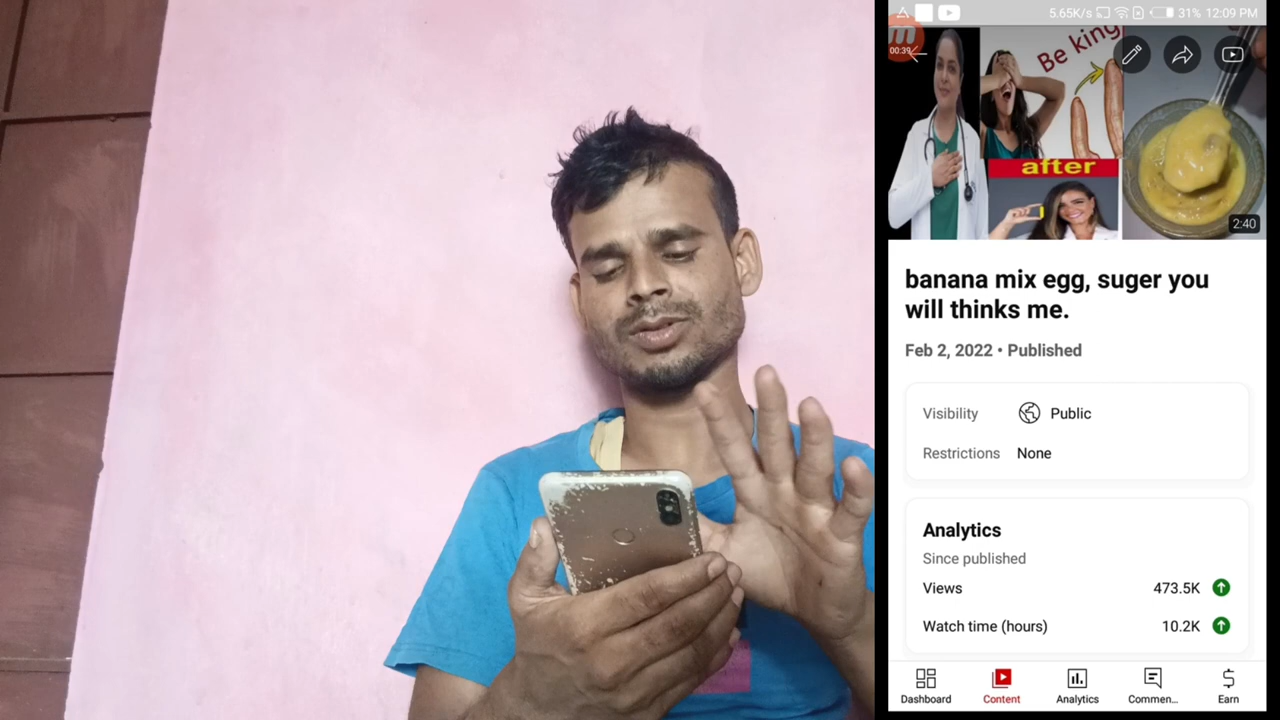 5.65K/s 31% 12:09 PM
00:39
Be king
after
2:40
banana mix egg, suger you
will thinks me.
Feb 2, 2022 • Published
Visibility Public
Restrictions None
Analytics
Since published
Views 473.5K
Watch time (hours) 10.2K
Dashboard Content Analytics Commen... Earn